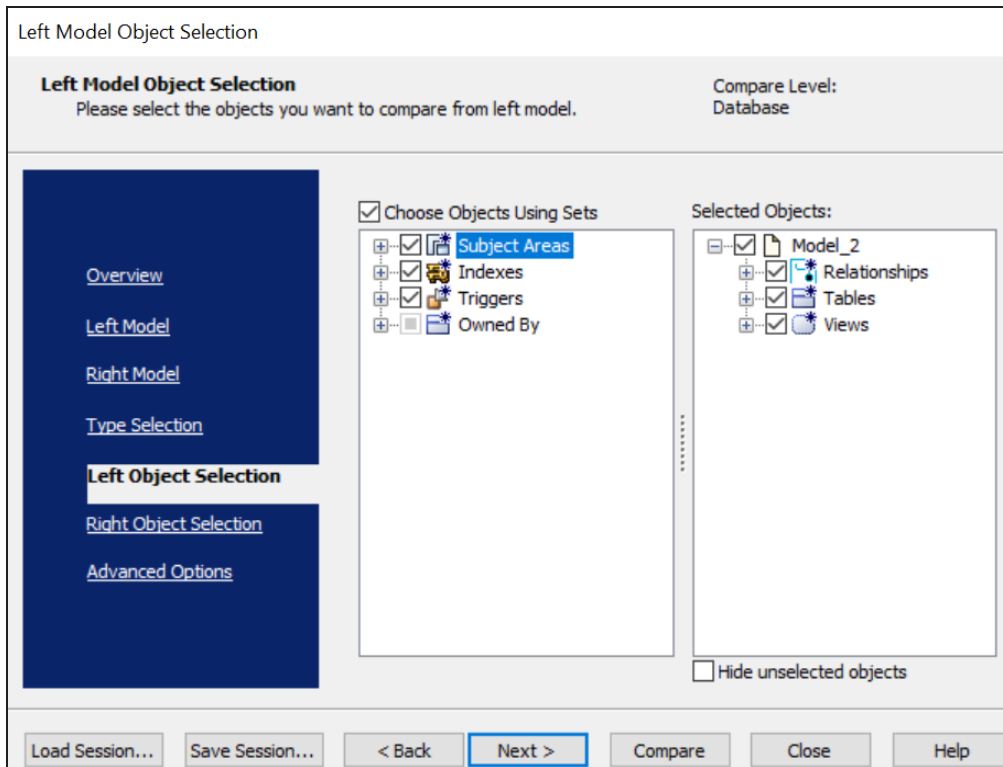 Left Model Object Selection
Left Model Object Selection
Please select the objects you want to compare from left model.
Compare Level:
Database
Overview
Left Model
Right Model
Type Selection
Left Object Selection
Right Object Selection
Advanced Options
Choose Objects Using Sets
Subject Areas
Indexes
Triggers
Owned By
Selected Objects:
Model_2
Relationships
Tables
Views
Hide unselected objects
Load Session...
Save Session...
< Back
Next >
Compare
Close
Help